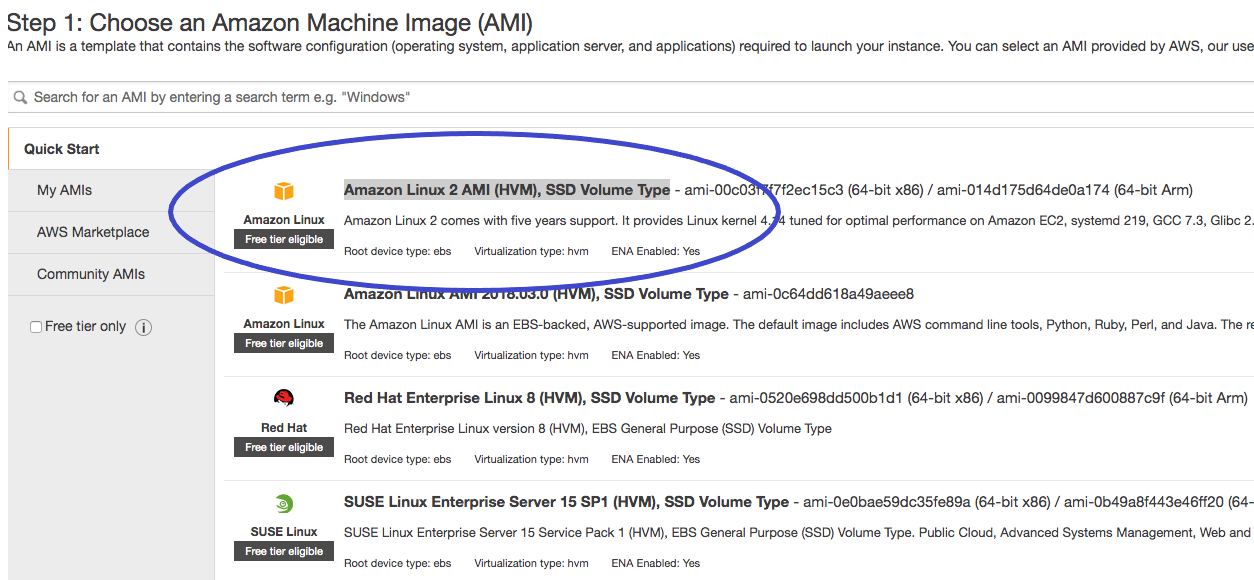 Step 1: Choose an Amazon Machine Image (AMI)
An AMI is a template that contains the software configuration (operating system, application server, and applications) required to launch your instance. You can select an AMI provided by AWS, our use
Search for an AMI by entering a search term e.g. "Windows"
Quick Start
My AMIs
AWS Marketplace
Community AMIs
Free tier only
Amazon Linux
Free tier eligible
Amazon Linux 2 AMI (HVM), SSD Volume Type - ami-00c03f7f7f2ec15c3 (64-bit x86) / ami-014d175d64de0a174 (64-bit Arm)
Amazon Linux 2 comes with five years support. It provides Linux kernel 4.14 tuned for optimal performance on Amazon EC2, systemd 219, GCC 7.3, Glibc 2.
Root device type: ebs Virtualization type: hvm ENA Enabled: Yes
Amazon Linux
Free tier eligible
Amazon Linux AMI 2018.03.0 (HVM), SSD Volume Type - ami-0c64dd618a49aeee8
The Amazon Linux AMI is an EBS-backed, AWS-supported image. The default image includes AWS command line tools, Python, Ruby, Perl, and Java. The re
Root device type: ebs Virtualization type: hvm ENA Enabled: Yes
Red Hat
Free tier eligible
Red Hat Enterprise Linux 8 (HVM), SSD Volume Type - ami-0520e698dd500b1d1 (64-bit x86) / ami-0099847d600887c9f (64-bit Arm)
Red Hat Enterprise Linux version 8 (HVM), EBS General Purpose (SSD) Volume Type
Root device type: ebs Virtualization type: hvm ENA Enabled: Yes
SUSE Linux
Free tier eligible
SUSE Linux Enterprise Server 15 SP1 (HVM), SSD Volume Type - ami-0e0bae59dc35fe89a (64-bit x86) / ami-0b49a8f443e46ff20 (64-
SUSE Linux Enterprise Server 15 Service Pack 1 (HVM), EBS General Purpose (SSD) Volume Type. Public Cloud, Advanced Systems Management, Web and
Root device type: ebs Virtualization type: hvm ENA Enabled: Yes